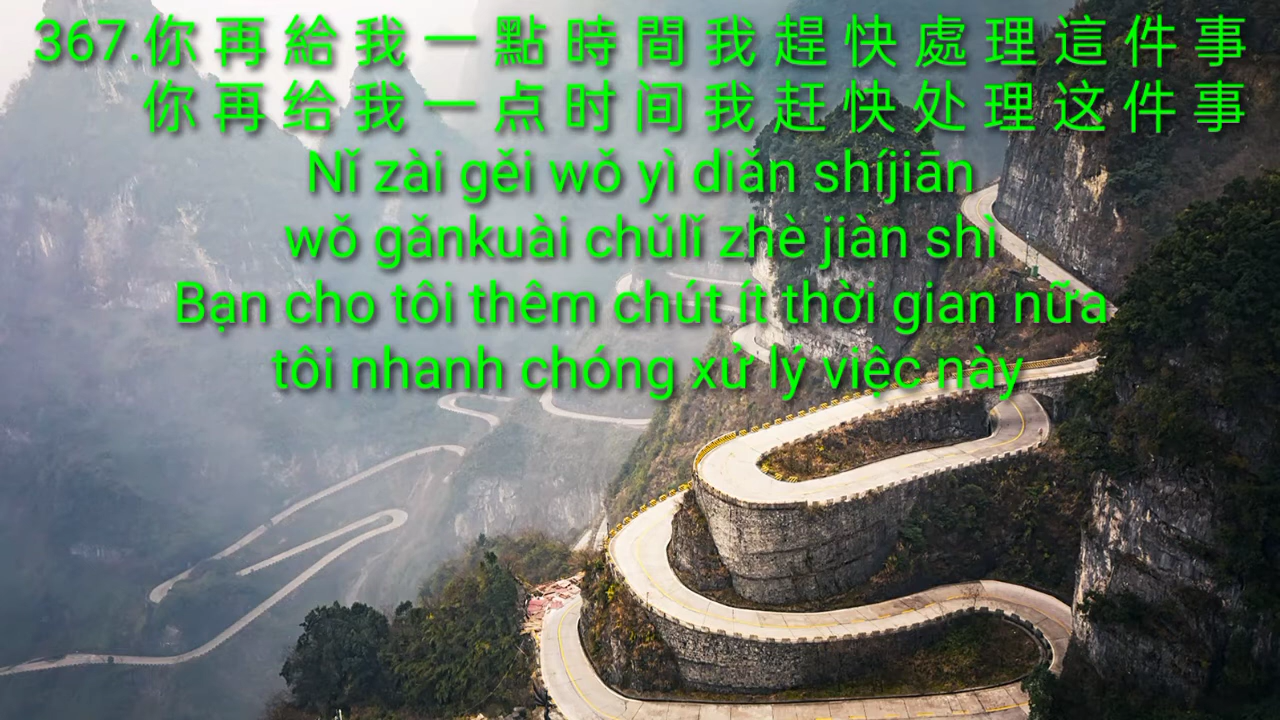 367.你再給我一點時間我趕快處理這件事
你再给我一点时间我赶快处理这件事
Nǐ zài gěi wǒ yì diǎn shíjiān
wǒ gǎnkuài chǔlǐ zhè jiàn shì
Bạn cho tôi thêm chút ít thời gian nữa
tôi nhanh chóng xử lý việc này